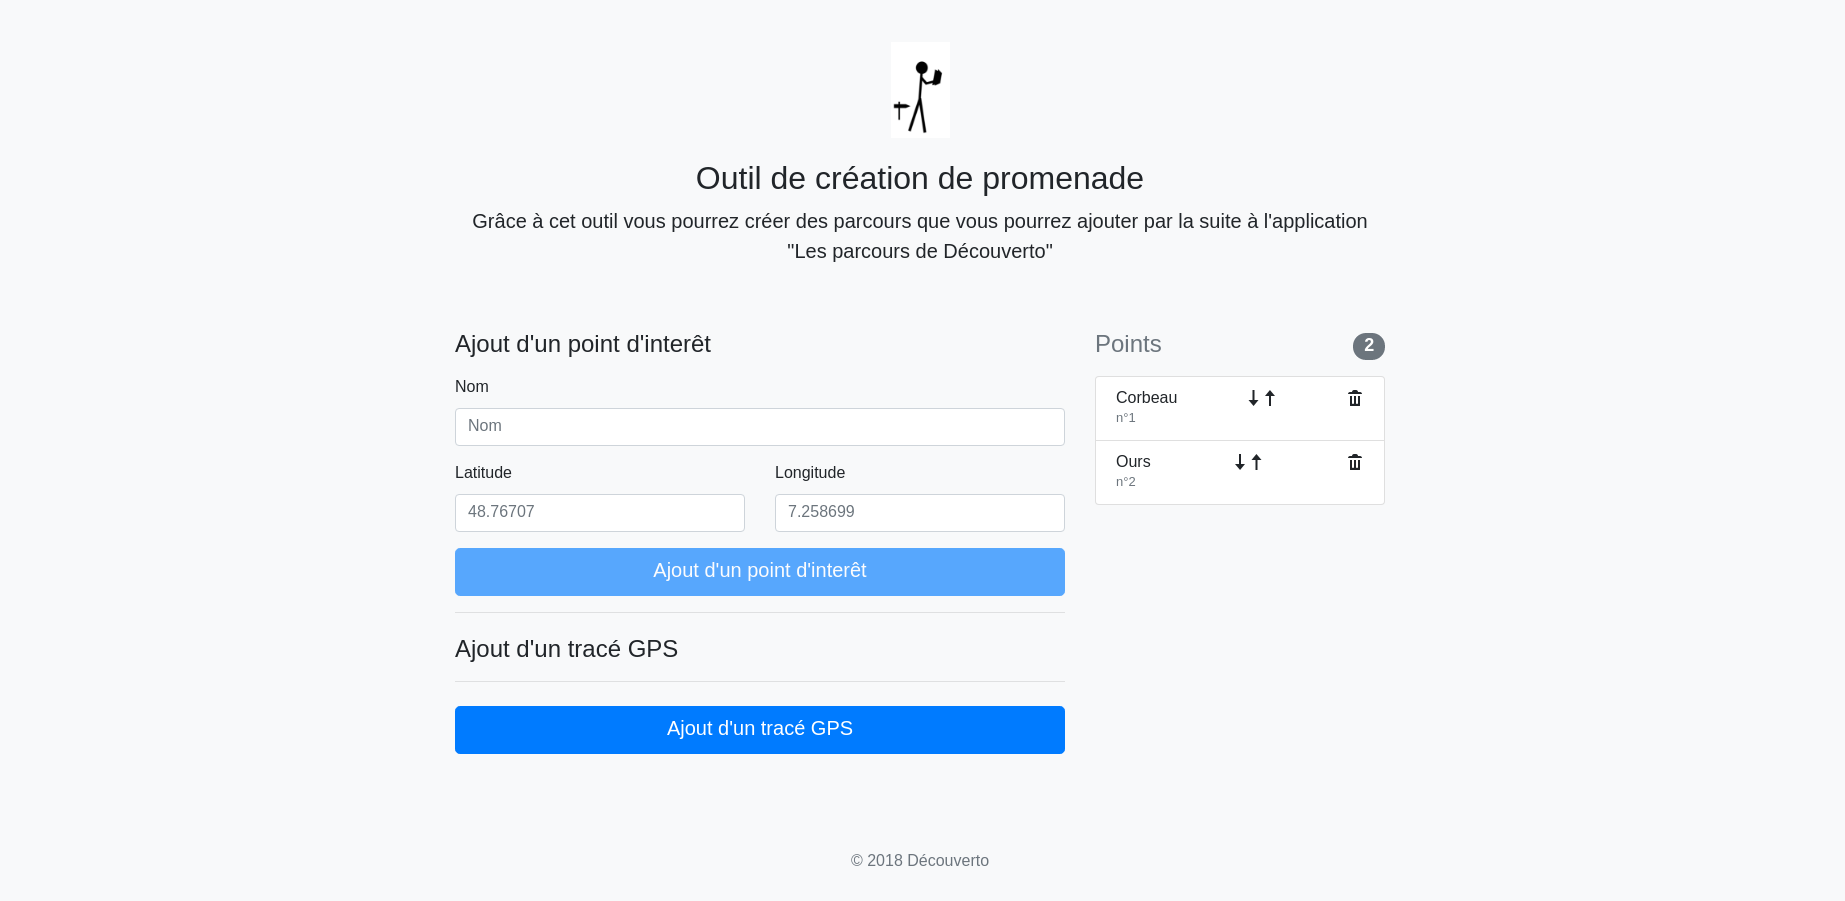 Outil de création de promenade
Grâce à cet outil vous pourrez créer des parcours que vous pourrez ajouter par la suite à l'application
"Les parcours de Découverto"
Ajout d'un point d'interêt
Nom
Nom
Latitude
Longitude
48.76707
7.258699
Ajout d'un point d'interêt
Ajout d'un tracé GPS
Ajout d'un tracé GPS
Points
2
Corbeau
n°1
Ours
n°2
© 2018 Découverto